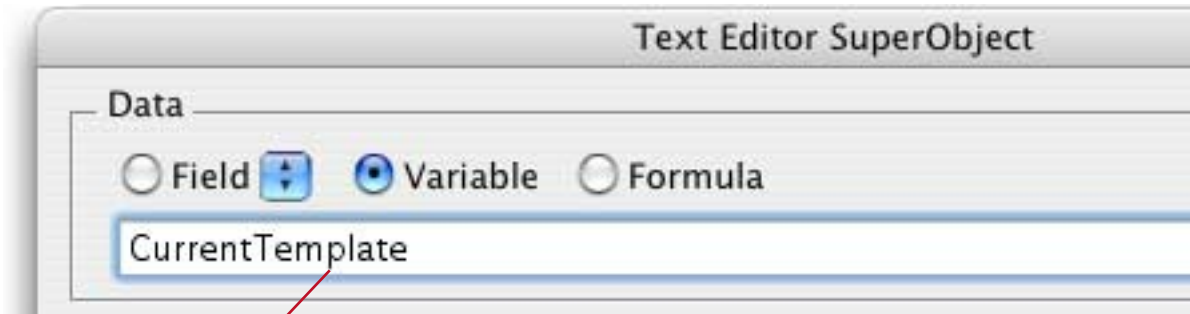 Text Editor SuperObject
Data
Field Variable Formula
CurrentTemplate